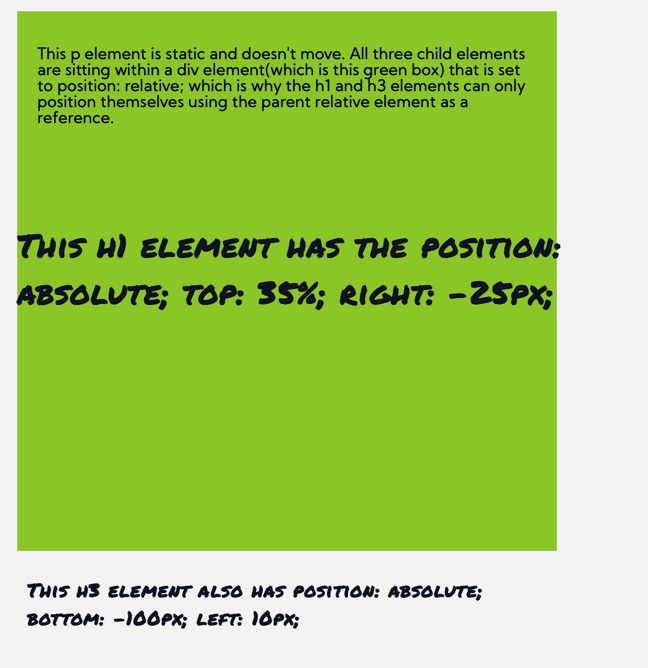 This p element is static and doesn't move. All three child elements
are sitting within a div element(which is this green box) that is set
to position: relative; which is why the h1 and h3 elements can only
position themselves using the parent relative element as a
reference.
This h1 element has the position:
absolute; top: 35%; right: -25px;
This h3 element also has position: absolute;
bottom: -100px; left: 10px;